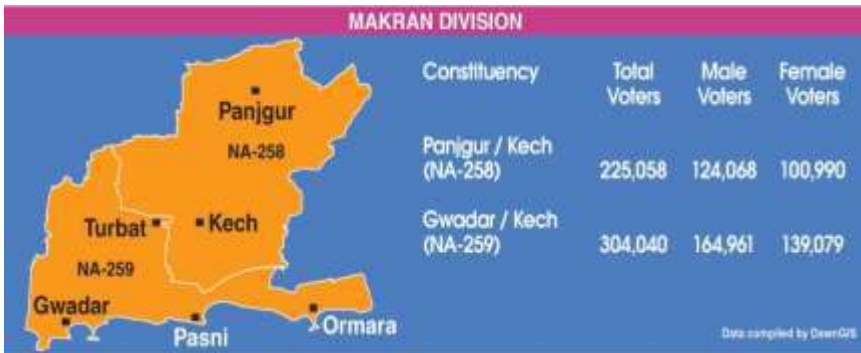 MAKRAN DIVISION
Panjgur
NA-258
Turbat
Kech
NA-259
Gwadar
Pasni
Ormara
Constituency Total Voters Male Voters Female Voters
Panjgur / Kech
(NA-258) 225,058 124,068 100,990
Gwadar / Kech
(NA-259) 304,040 164,961 139,079
Data compiled by DawnGIS